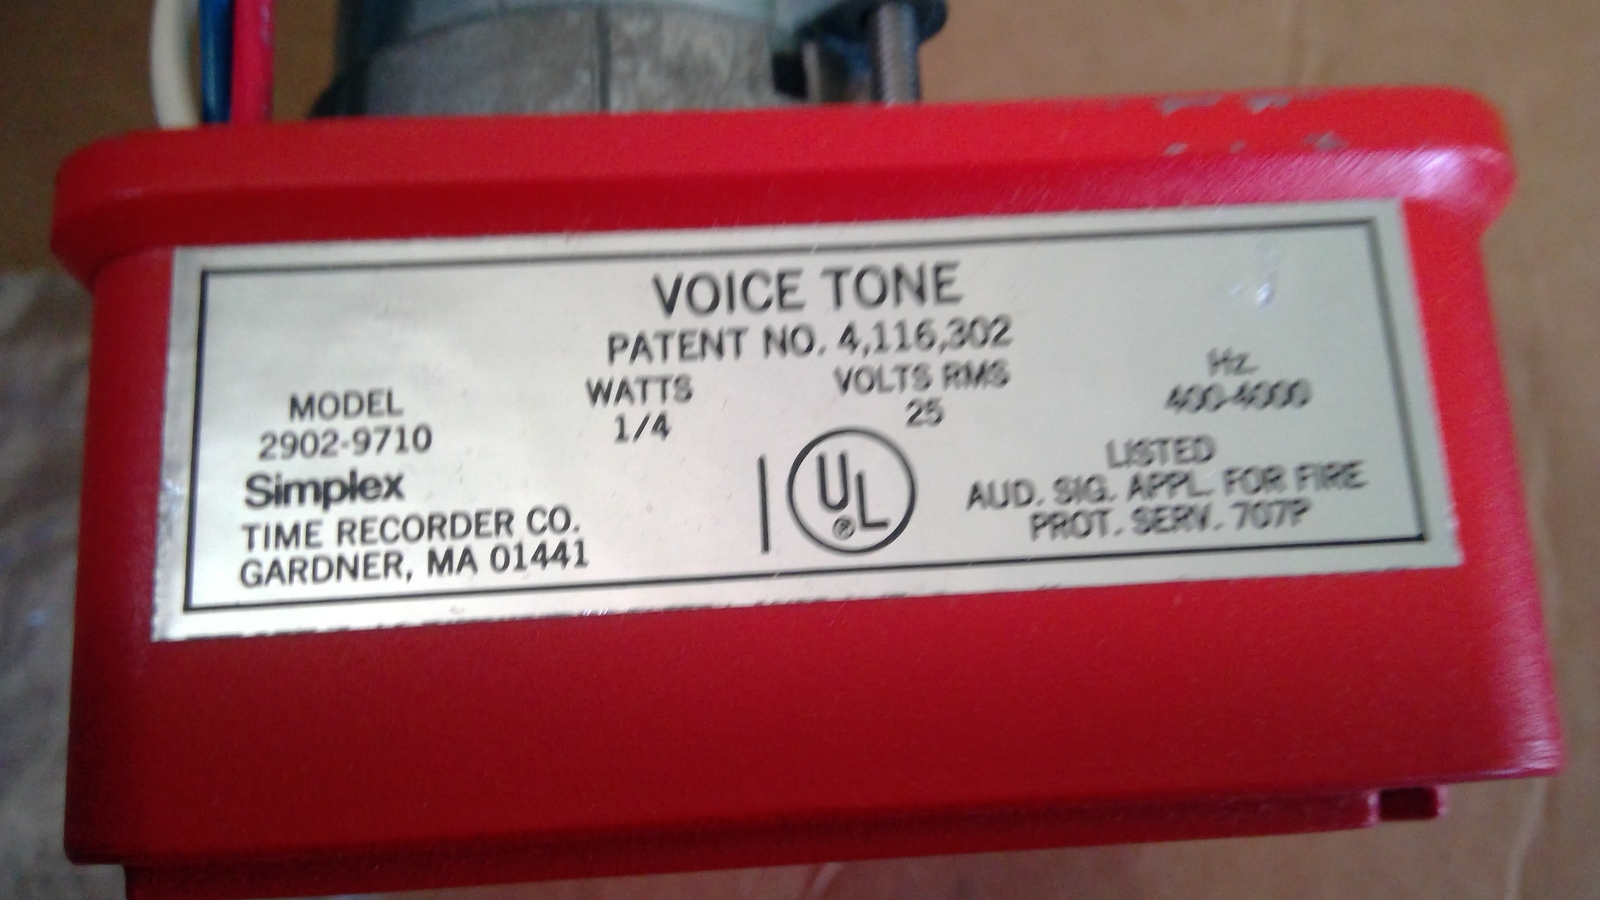 VOICE TONE
PATENT NO. 4,116,302
MODEL WATTS VOLTS RMS Hz
2902-9710 1/4 25 400-4000
Simplex
TIME RECORDER CO.
GARDNER, MA 01441
UL
®
LISTED
AUD. SIG. APPL. FOR FIRE
PROT. SERV. 707P